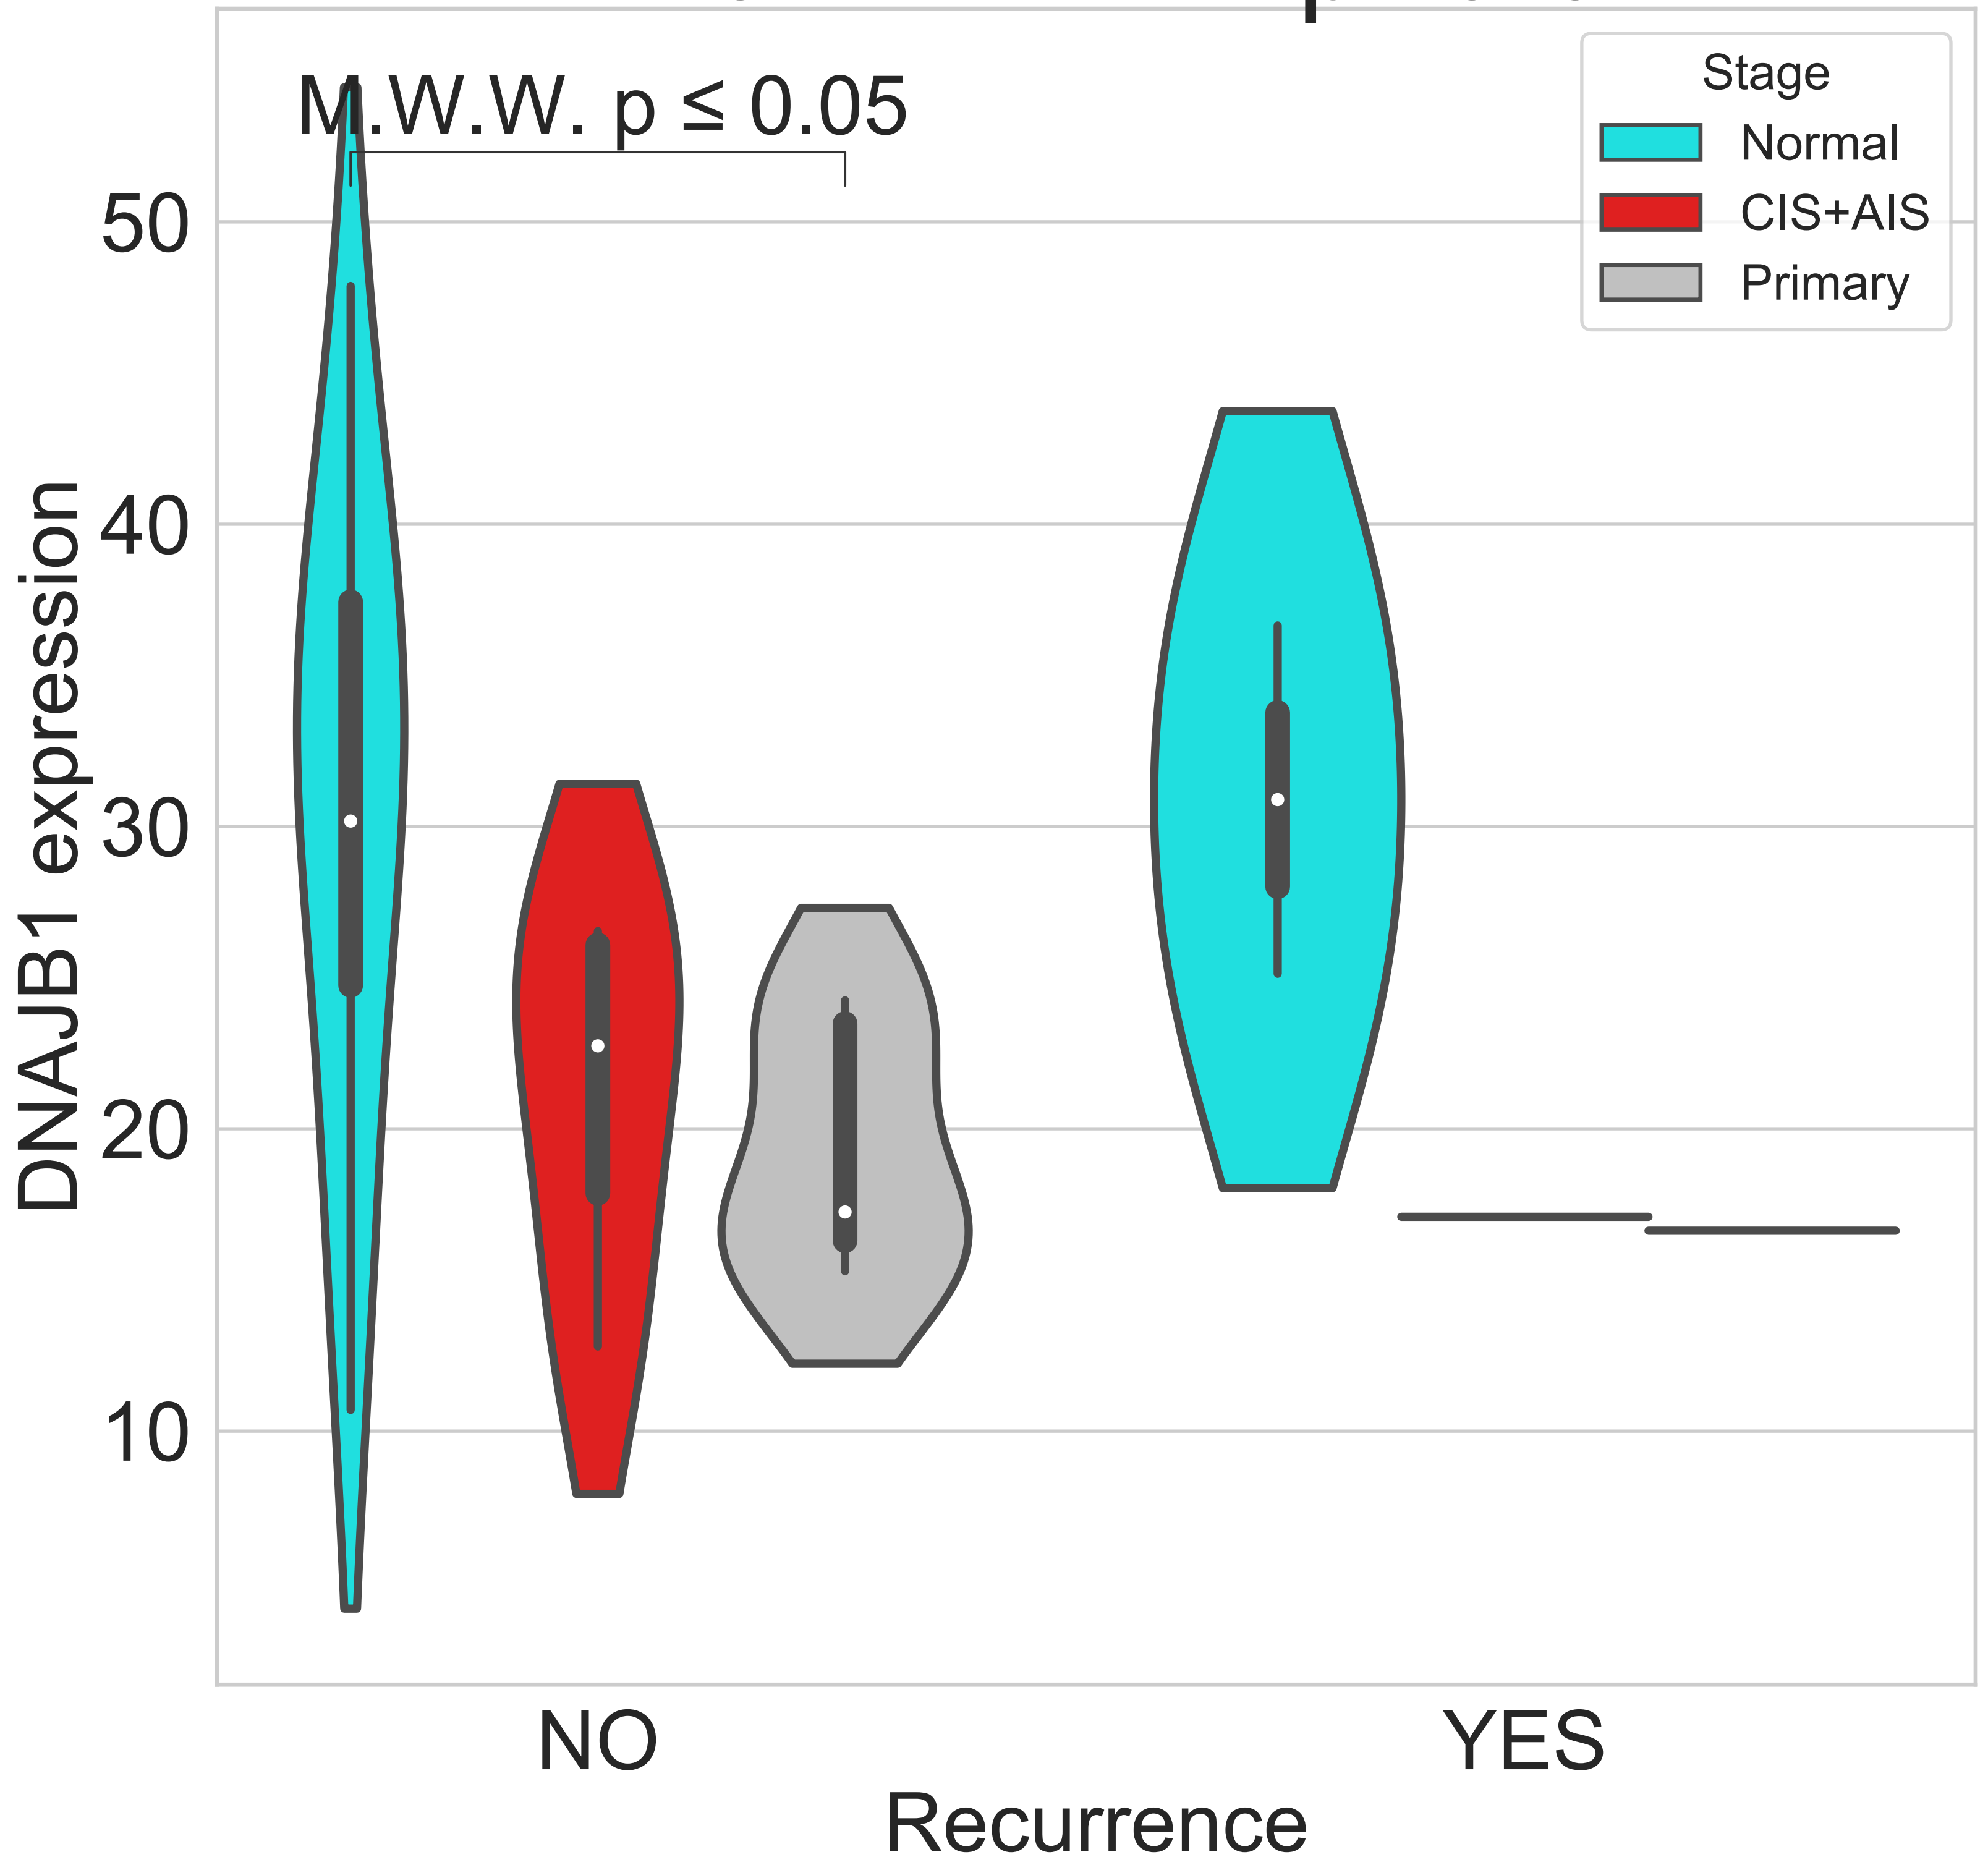 M.W.W. p ≤ 0.05
Stage
Normal
CIS+AIS
Primary
50
40
30
20
10
DNAJB1 expression
NO
YES
Recurrence